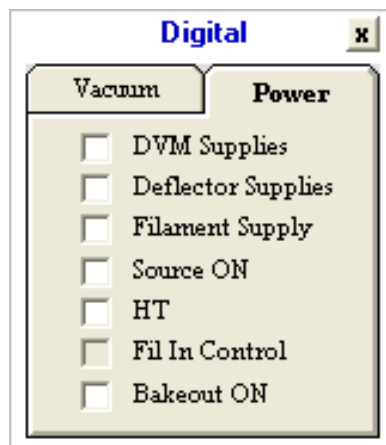 Digital
x
Vacuum
Power
DVM Supplies
Deflector Supplies
Filament Supply
Source ON
HT
Fil In Control
Bakeout ON